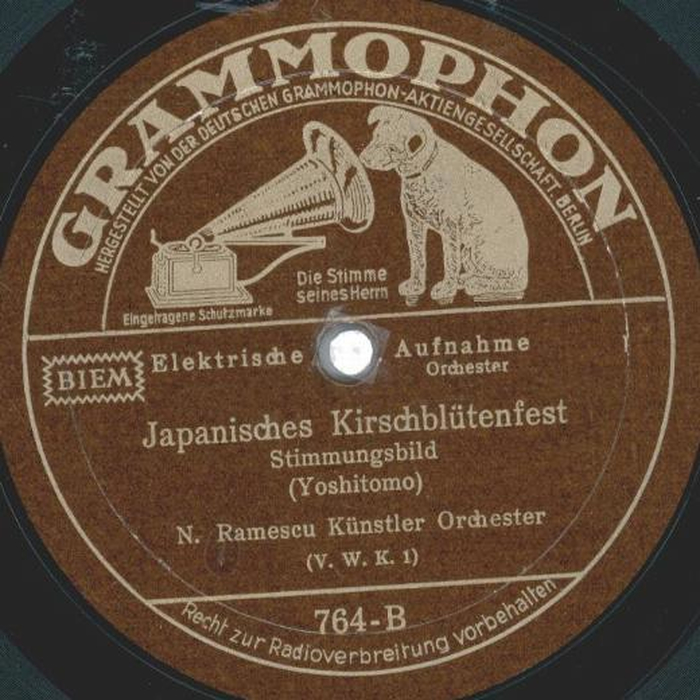 GRAMMOPHON
HERGESTELLT VON DER DEUTSCHEN GRAMMOPHON-AKTIENGESELLSCHAFT. BERLIN
Die Stimme
seines Herrn
Eingetragene Schutzmarke
BIEM
Elektrische Aufnahme
Orchester
Japanisches Kirschblütenfest
Stimmungsbild
(Yoshitomo)
N. Ramescu Künstler Orchester
(V. W. K. 1)
764-B
Recht zur Radioverbreitung vorbehalten